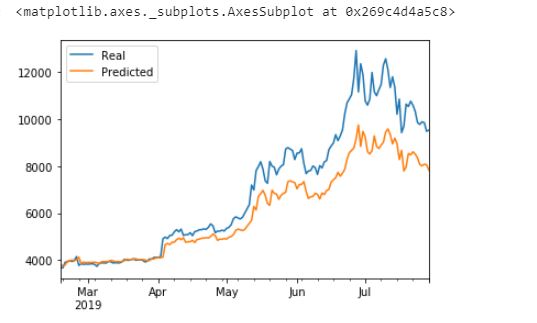 <matplotlib.axes._subplots.AxesSubplot at 0x269c4d4a5c8>
Real
Predicted
12000
10000
8000
6000
4000
Mar Apr May Jun Jul
2019